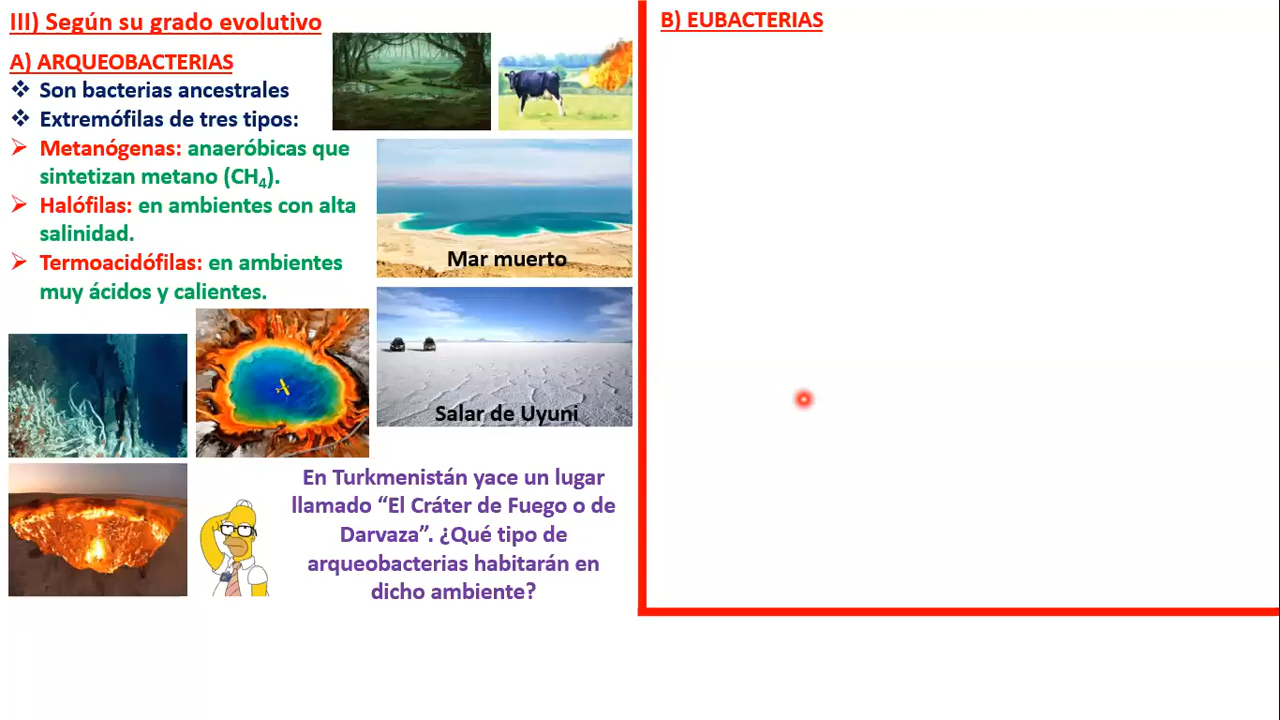 III) Según su grado evolutivo
A) ARQUEOBACTERIAS
❖ Son bacterias ancestrales
❖ Extremófilas de tres tipos:
➢ Metanógenas: anaeróbicas que
sintetizan metano (CH₄).
➢ Halófilas: en ambientes con alta
salinidad.
➢ Termoacidófilas: en ambientes
muy ácidos y calientes.
Mar muerto
Salar de Uyuni
En Turkmenistán yace un lugar
llamado “El Cráter de Fuego o de
Darvaza”. ¿Qué tipo de
arqueobacterias habitarán en
dicho ambiente?
B) EUBACTERIAS